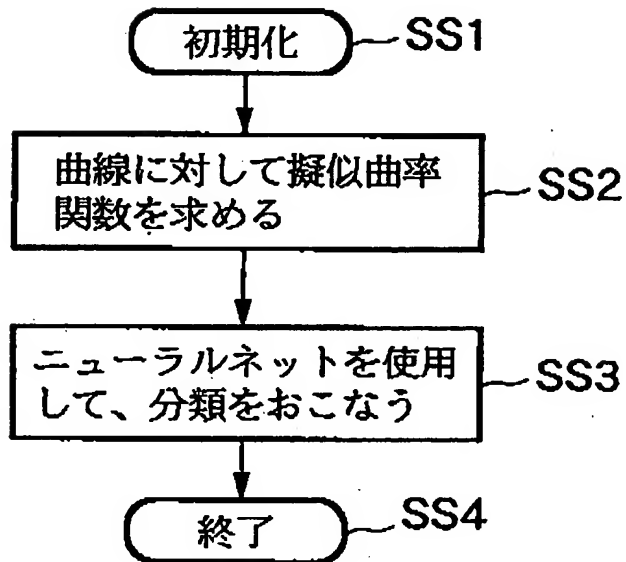 初期化 SS1
曲線に対して擬似曲率
関数を求める
SS2
ニューラルネットを使用
して、分類をおこなう
SS3
終了 SS4